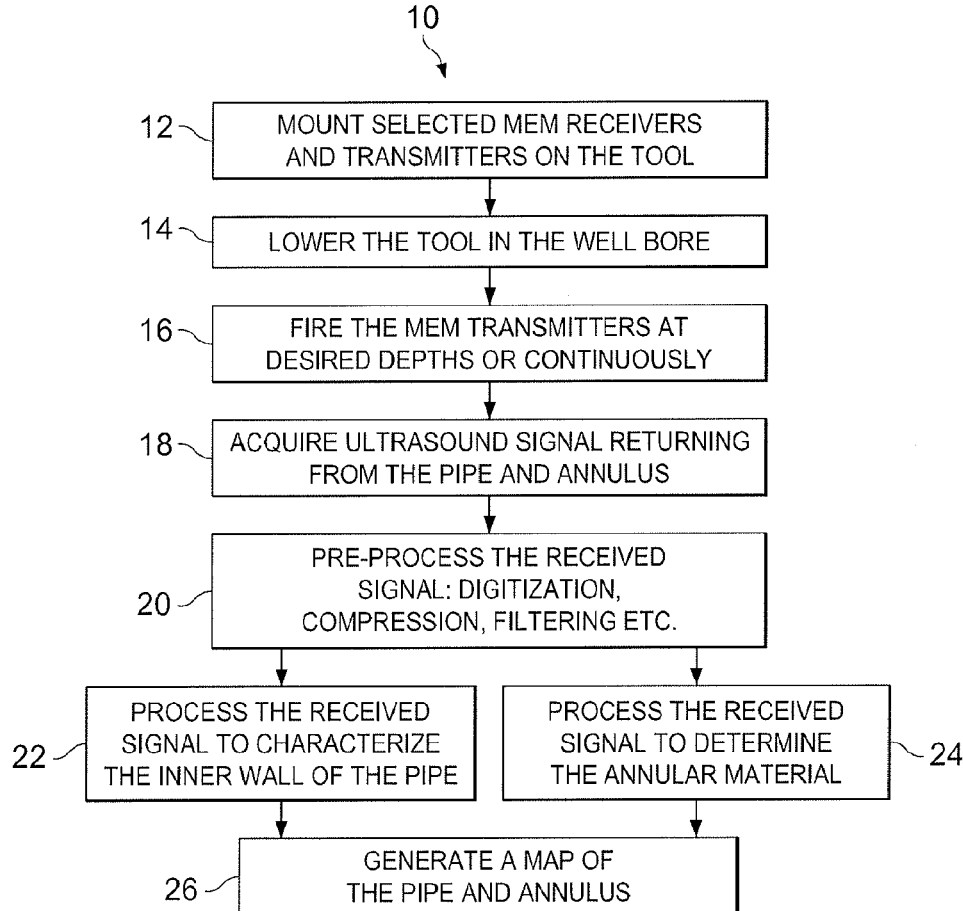 10
12
MOUNT SELECTED MEM RECEIVERS
AND TRANSMITTERS ON THE TOOL
14
LOWER THE TOOL IN THE WELL BORE
16
FIRE THE MEM TRANSMITTERS AT
DESIRED DEPTHS OR CONTINUOUSLY
18
ACQUIRE ULTRASOUND SIGNAL RETURNING
FROM THE PIPE AND ANNULUS
20
PRE-PROCESS THE RECEIVED
SIGNAL: DIGITIZATION,
COMPRESSION, FILTERING ETC.
22
PROCESS THE RECEIVED
SIGNAL TO CHARACTERIZE
THE INNER WALL OF THE PIPE
PROCESS THE RECEIVED
SIGNAL TO DETERMINE
THE ANNULAR MATERIAL
24
26
GENERATE A MAP OF
THE PIPE AND ANNULUS